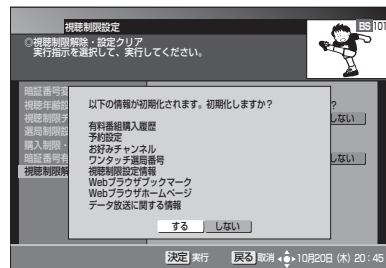 視聴制限設定
BS 101
◎視聴制限解除・設定クリア
実行指示を選択して、実行してください。
暗証番号変
視聴年齢設
視聴制限チ
選局制限設
購入制限・
暗証番号有
視聴制限解
?
しない
しない
以下の情報が初期化されます。初期化しますか？
有料番組購入履歴
予約設定
お好みチャンネル
ワンタッチ選局番号
視聴制限設定情報
Webブラウザブックマーク
Webブラウザホームページ
データ放送に関する情報
する しない
決定 実行 戻る 取消 10月20日 (木) 20:45